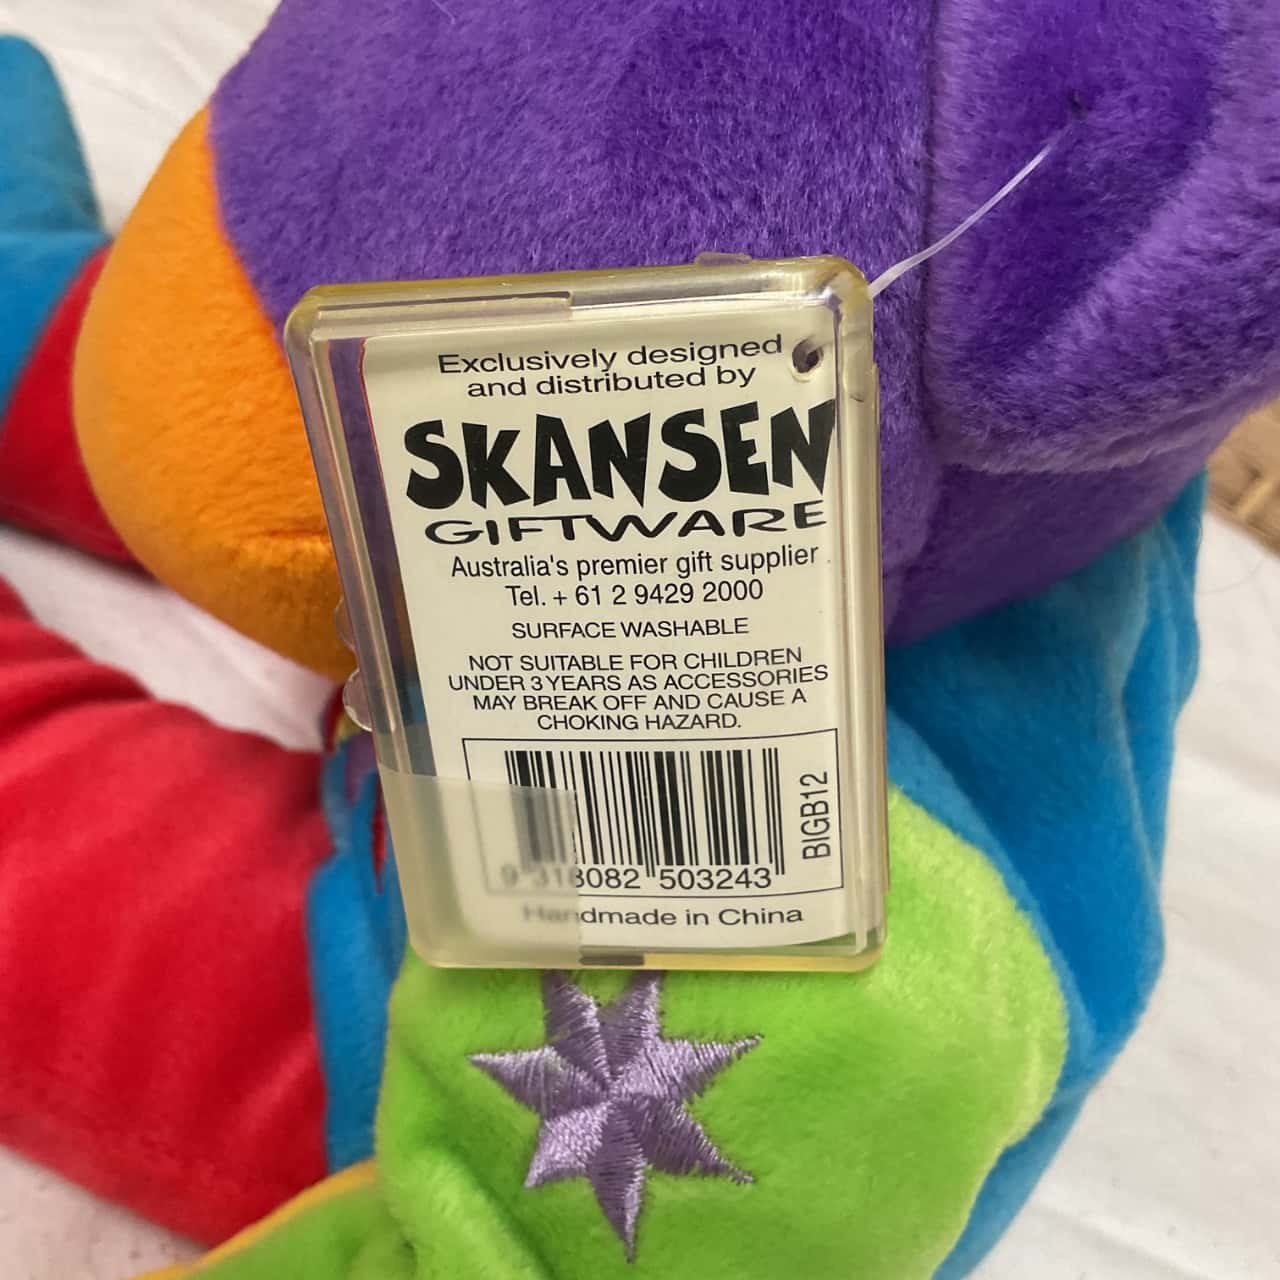 Exclusively designed
and distributed by
SKANSEN
GIFTWARE
Australia's premier gift supplier
Tel. + 61 2 9429 2000
SURFACE WASHABLE
NOT SUITABLE FOR CHILDREN
UNDER 3 YEARS AS ACCESSORIES
MAY BREAK OFF AND CAUSE A
CHOKING HAZARD.
BIGB12
9 318082 503243
Handmade in China